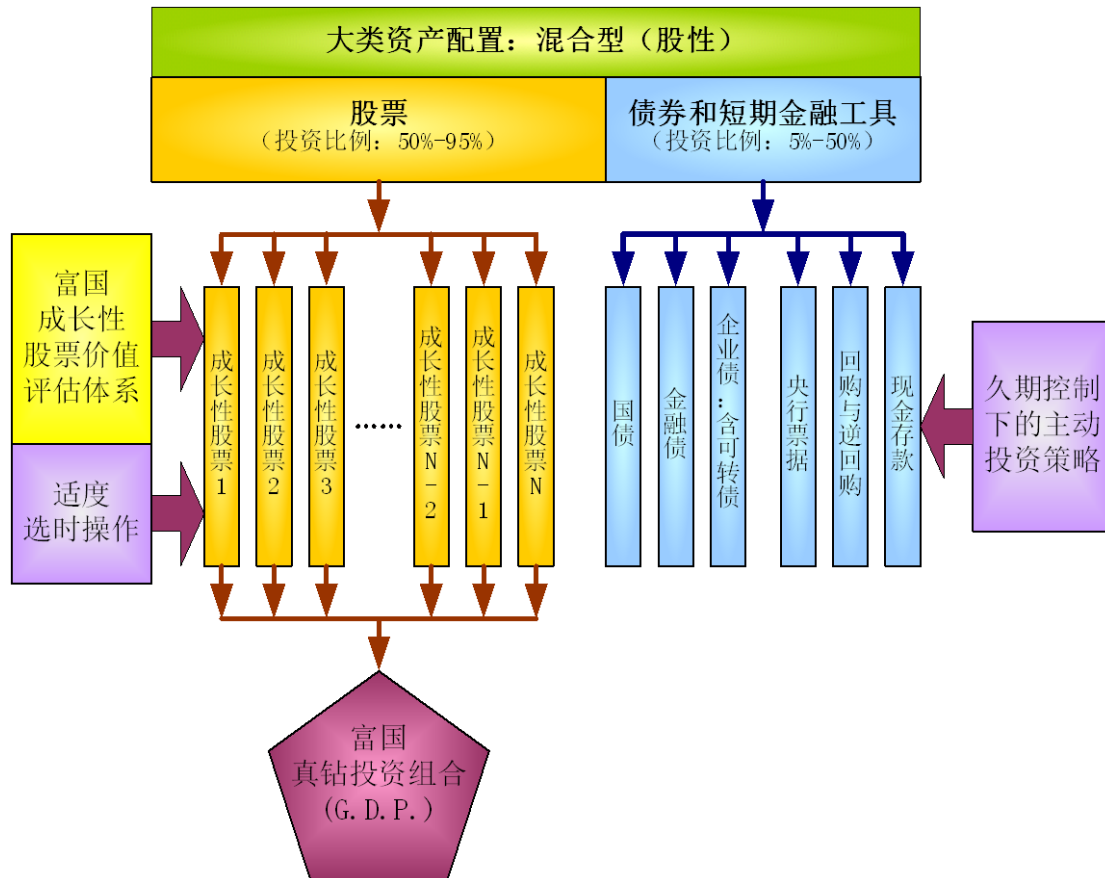 大类资产配置：混合型（股性）
股票
（投资比例：50%-95%）
债券和短期金融工具
（投资比例：5%-50%）
富国
成长性
股票价值
评估体系
适度
选时操作
成长性股票1
成长性股票2
成长性股票3
……
成长性股票N-2
成长性股票N-1
成长性股票N
国债
金融债
企业债：含可转债
央行票据
回购与逆回购
现金存款
久期控制
下的主动
投资策略
富国
真钻投资组合
(G.D.P.)